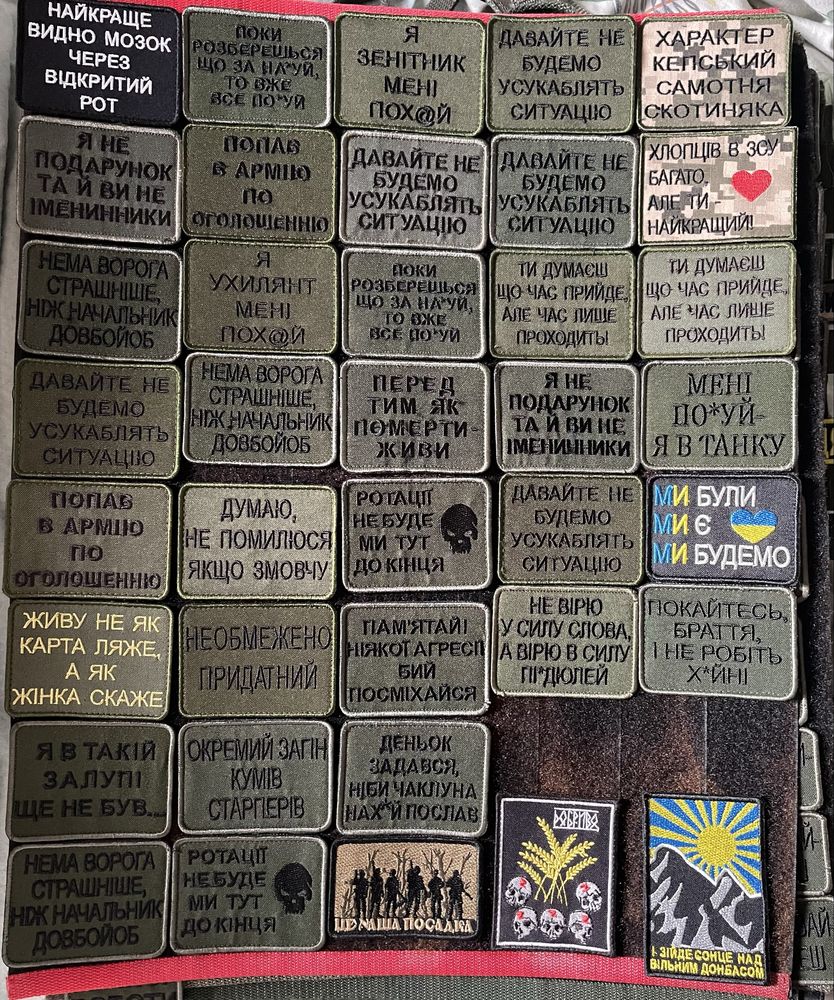 НАЙКРАЩЕ
ВИДНО МОЗОК
ЧЕРЕЗ
ВІДКРИТИЙ
РОТ
ПОКИ
РОЗБЕРЕШЬСЯ
ЩО ЗА НА*УЙ,
ТО ВЖЕ
ВСЕ ПО*УЙ
Я
ЗЕНІТНИК
МЕНІ
ПОХ@Й
ДАВАЙТЕ НЕ
БУДЕМО
УСУКАБЛЯТЬ
СИТУАЦІЮ
ХАРАКТЕР
КЕПСЬКИЙ
САМОТНЯ
СКОТИНЯКА
Я НЕ
ПОДАРУНОК
ТА Й ВИ НЕ
ІМЕНИННИКИ
ПОПАВ
В АРМІЮ
ПО
ОГОЛОШЕННЮ
ДАВАЙТЕ НЕ
БУДЕМО
УСУКАБЛЯТЬ
СИТУАЦІЮ
ДАВАЙТЕ НЕ
БУДЕМО
УСУКАБЛЯТЬ
СИТУАЦІЮ
ХЛОПЦІВ В ЗСУ
БАГАТО,
АЛЕ ТИ -
НАЙКРАЩИЙ!
НЕМА ВОРОГА
СТРАШНІШЕ,
НІЖ НАЧАЛЬНИК
ДОВБОЙОБ
Я
УХИЛЯНТ
МЕНІ
ПОХ@Й
ПОКИ
РОЗБЕРЕШЬСЯ
ЩО ЗА НА*УЙ,
ТО ВЖЕ
ВСЕ ПО*УЙ
ТИ ДУМАЄШ
ЩО ЧАС ПРИЙДЕ,
АЛЕ ЧАС ЛИШЕ
ПРОХОДИТЬ!
ТИ ДУМАЄШ
ЩО ЧАС ПРИЙДЕ,
АЛЕ ЧАС ЛИШЕ
ПРОХОДИТЬ!
ДАВАЙТЕ НЕ
БУДЕМО
УСУКАБЛЯТЬ
СИТУАЦІЮ
НЕМА ВОРОГА
СТРАШНІШЕ,
НІЖ НАЧАЛЬНИК
ДОВБОЙОБ
ПЕРЕД
ТИМ, ЯК
ПОМЕРТИ-
ЖИВИ
Я НЕ
ПОДАРУНОК
ТА Й ВИ НЕ
ІМЕНИННИКИ
МЕНІ
ПО*УЙ-
Я В ТАНКУ
ПОПАВ
В АРМІЮ
ПО
ОГОЛОШЕННЮ
ДУМАЮ,
НЕ ПОМИЛЮСЯ
ЯКЩО ЗМОВЧУ
РОТАЦІЇ
НЕ БУДЕ
МИ ТУТ
ДО КІНЦЯ
ДАВАЙТЕ НЕ
БУДЕМО
УСУКАБЛЯТЬ
СИТУАЦІЮ
МИ БУЛИ
МИ Є
МИ БУДЕМО
ЖИВУ НЕ ЯК
КАРТА ЛЯЖЕ,
А ЯК
ЖІНКА СКАЖЕ
НЕОБМЕЖЕНО
ПРИДАТНИЙ
ПАМ'ЯТАЙ І
НІЯКОЇ АГРЕСІЇ
БИЙ
ПОСМІХАЙСЯ
НЕ ВІРЮ
У СИЛУ СЛОВА,
А ВІРЮ В СИЛУ
ПІ*ДЮЛЕЙ
ПОКАЙТЕСЬ,
БРАТТЯ,
І НЕ РОБІТЬ
Х*ЙНІ
Я В ТАКІЙ
ЗАЛУПІ
ЩЕ НЕ БУВ...
ОКРЕМИЙ ЗАГІН
КУМІВ
СТАРПЕРІВ
ДЕНЬОК
ЗАДАВСЯ,
НІБИ ЧАКЛУНА
НАХ*Й ПОСЛАВ
НЕМА ВОРОГА
СТРАШНІШЕ,
НІЖ НАЧАЛЬНИК
ДОВБОЙОБ
РОТАЦІЇ
НЕ БУДЕ
МИ ТУТ
ДО КІНЦЯ
ЦЕ НАША ПОСАДКА
ДОБРИВО
І ЗІЙДЕ СОНЦЕ НАД
ВІЛЬНИМ ДОНБАСОМ